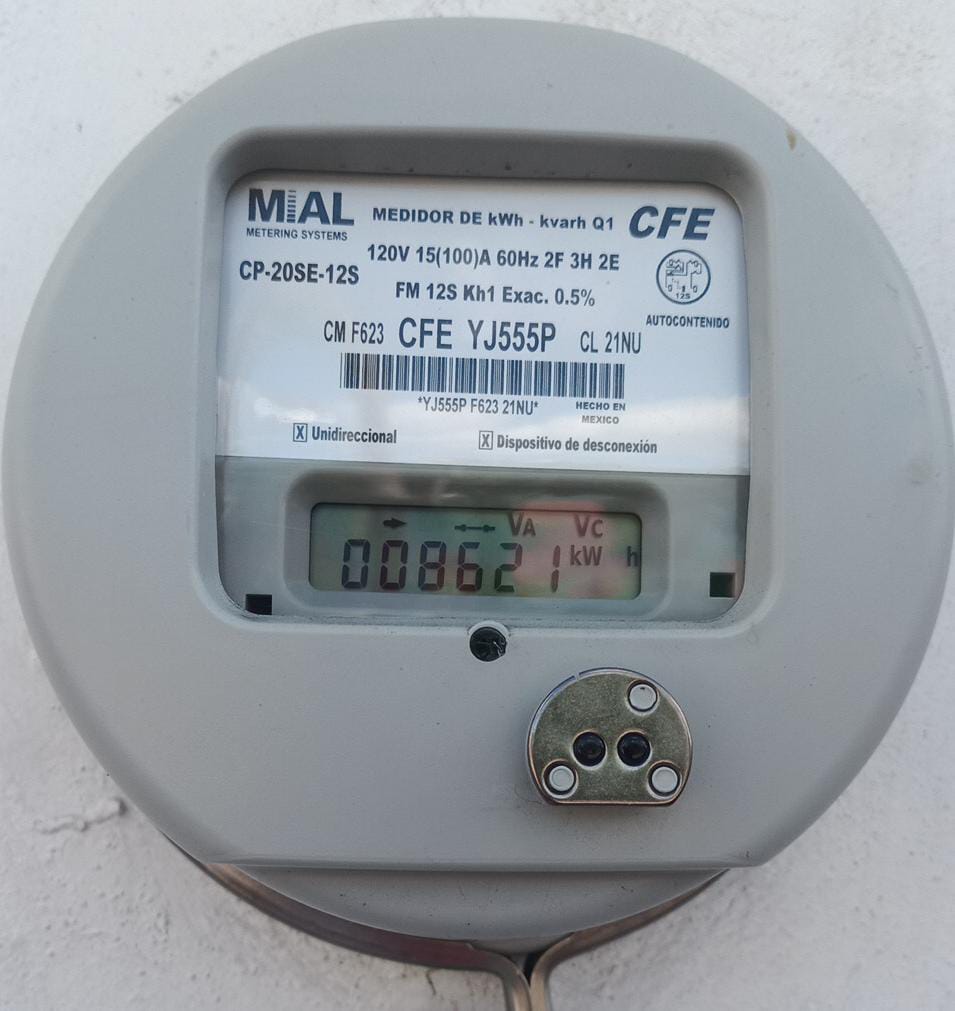 MIAL
METERING SYSTEMS
MEDIDOR DE kWh - kvarh Q1
CFE
120V 15(100)A 60Hz 2F 3H 2E
CP-20SE-12S
FM 12S Kh1 Exac. 0.5%
12S
AUTOCONTENIDO
CM F623 CFE YJ555P CL 21NU
*YJ555P F623 21NU*
HECHO EN
MEXICO
X Unidireccional
X Dispositivo de desconexión
VA VC
008621 kW h